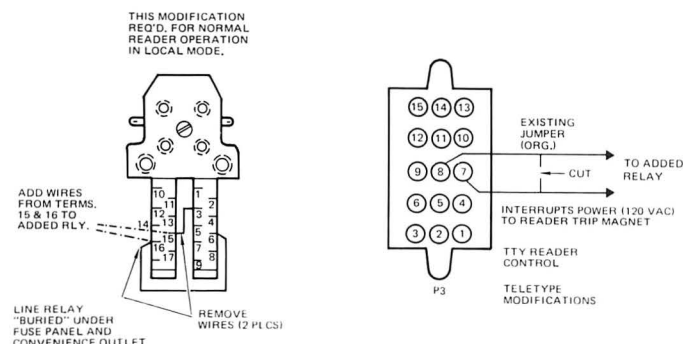 THIS MODIFICATION
REQ'D. FOR NORMAL
READER OPERATION
IN LOCAL MODE.
ADD WIRES
FROM TERMS.
15 & 16 TO
ADDED RLY.
10
11
12
13
14
15
16
17
1
2
3
4
5
6
7
8
9
LINE RELAY
"BURIED" UNDER
FUSE PANEL AND
CONVENIENCE OUTLET
REMOVE
WIRES (2 PLCS)
15 14 13
12 11 10
9 8 7
6 5 4
3 2 1
P3
EXISTING
JUMPER
(ORG.)
CUT
TO ADDED
RELAY
INTERRUPTS POWER (120 VAC)
TO READER TRIP MAGNET
TTY READER
CONTROL
TELETYPE
MODIFICATIONS